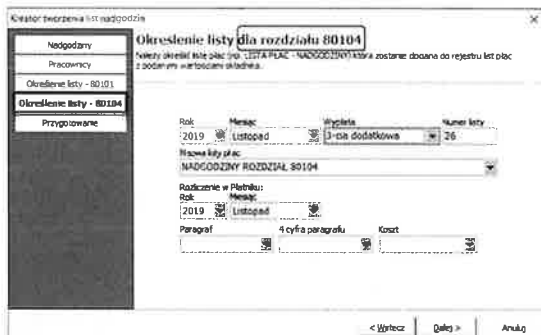 Kreator tworzenia list nadgodzin
Nadgodziny
Pracownicy
Określenie listy - 80101
Określenie listy - 80104
Przygotowanie
Określenie listy dla rozdziału 80104
Należy określić listę płac (np. LISTA PŁAC - NADGODZINY) która zostanie dodana do rejestru list płac
z podanymi wartościami składnika.
Rok Miesiąc Wypłata Numer listy
2019 Listopad 3-cia dodatkowa 26
Nazwa listy płac
NADGODZINY ROZDZIAŁ 80104
Rozliczenie w Płatniku:
Rok Miesiąc
2019 Listopad
Paragraf 4 cyfra paragrafu Koszt
< Wstecz Dalej > Anuluj